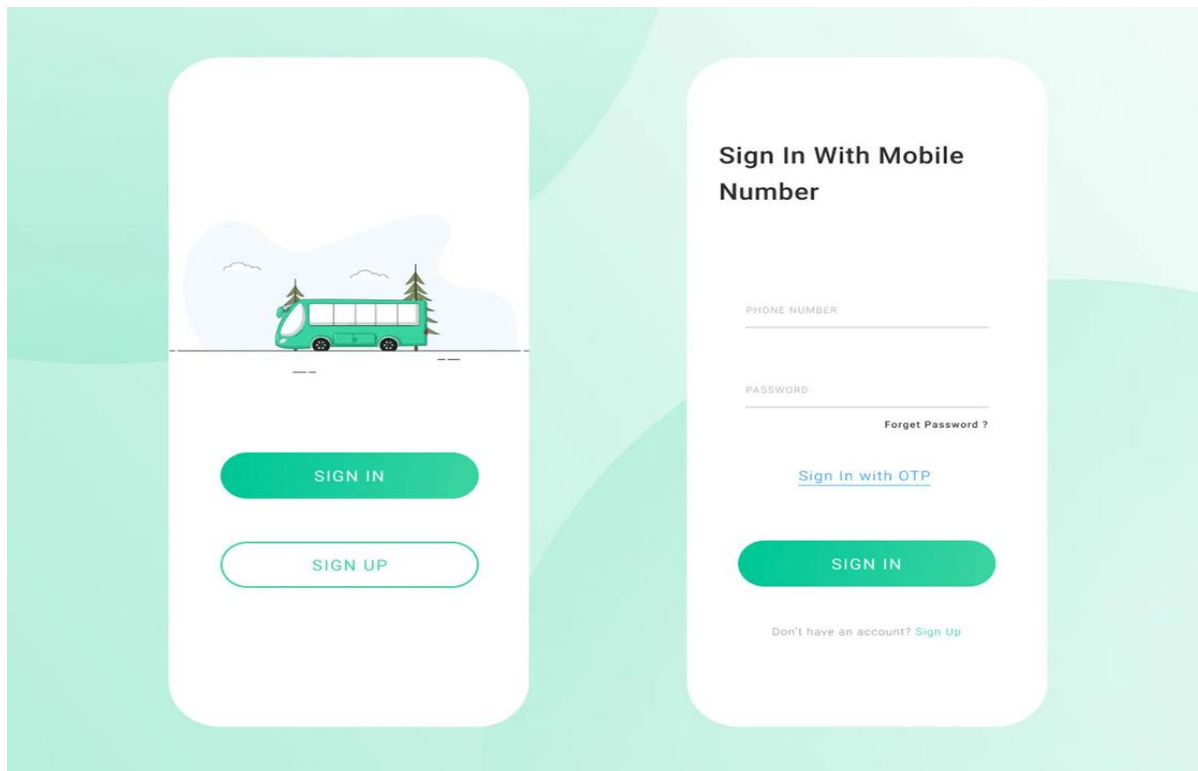 SIGN IN
SIGN UP
Sign In With Mobile
Number
PHONE NUMBER
PASSWORD
Forget Password ?
Sign In with OTP
SIGN IN
Don't have an account? Sign Up